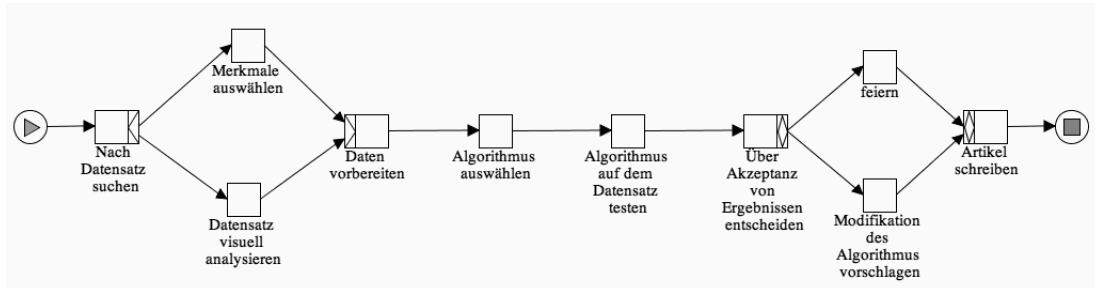 Nach
Datensatz
suchen
Merkmale
auswählen
Datensatz
visuell
analysieren
Daten
vorbereiten
Algorithmus
auswählen
Algorithmus
auf dem
Datensatz
testen
Über
Akzeptanz
von
Ergebnissen
entscheiden
feiern
Modifikation
des
Algorithmus
vorschlagen
Artikel
schreiben